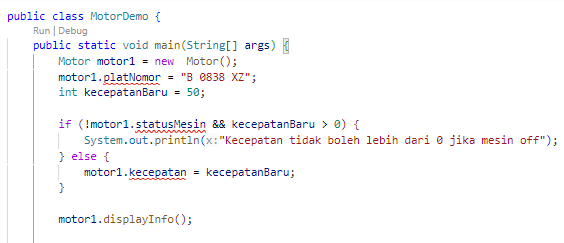 public class MotorDemo {
Run | Debug
public static void main(String[] args) {
Motor motor1 = new  Motor();
motor1.platNomor = "B 0838 XZ";
int kecepatanBaru = 50;
if (!motor1.statusMesin && kecepatanBaru > 0) {
System.out.println(x:"Kecepatan tidak boleh lebih dari 0 jika mesin off");
} else {
motor1.kecepatan = kecepatanBaru;
}
motor1.displayInfo();